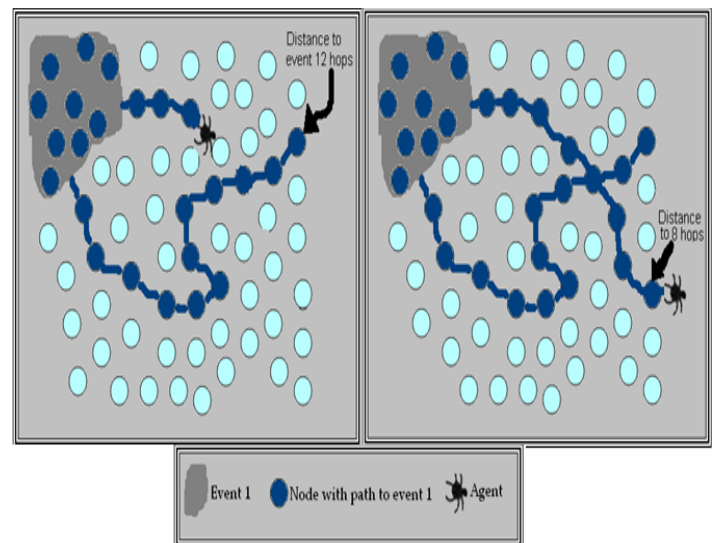 Distance to
event 12 hops
Distance
to 8 hops
Event 1
Node with path to event 1
Agent